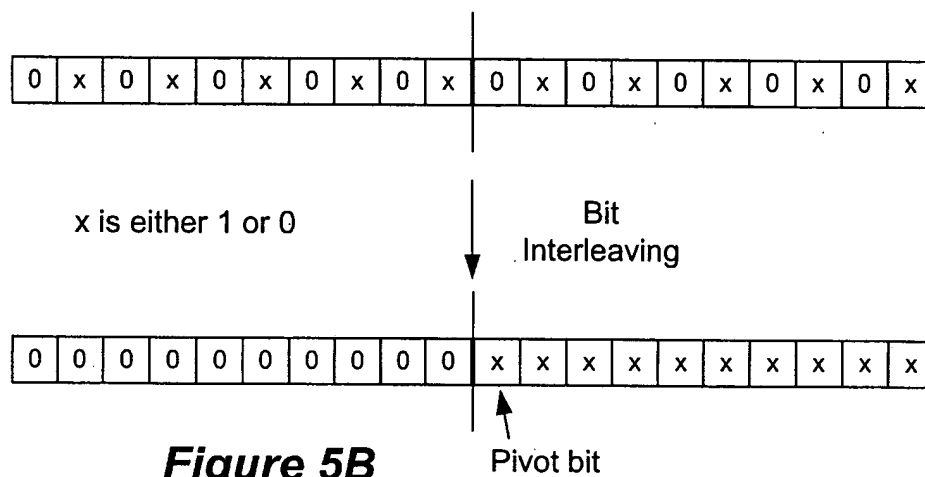 0 x 0 x 0 x 0 x 0 x 0 x 0 x 0 x 0 x 0 x
x is either 1 or 0
Bit
Interleaving
0 0 0 0 0 0 0 0 0 0 x x x x x x x x x x
Figure 5B
Pivot bit